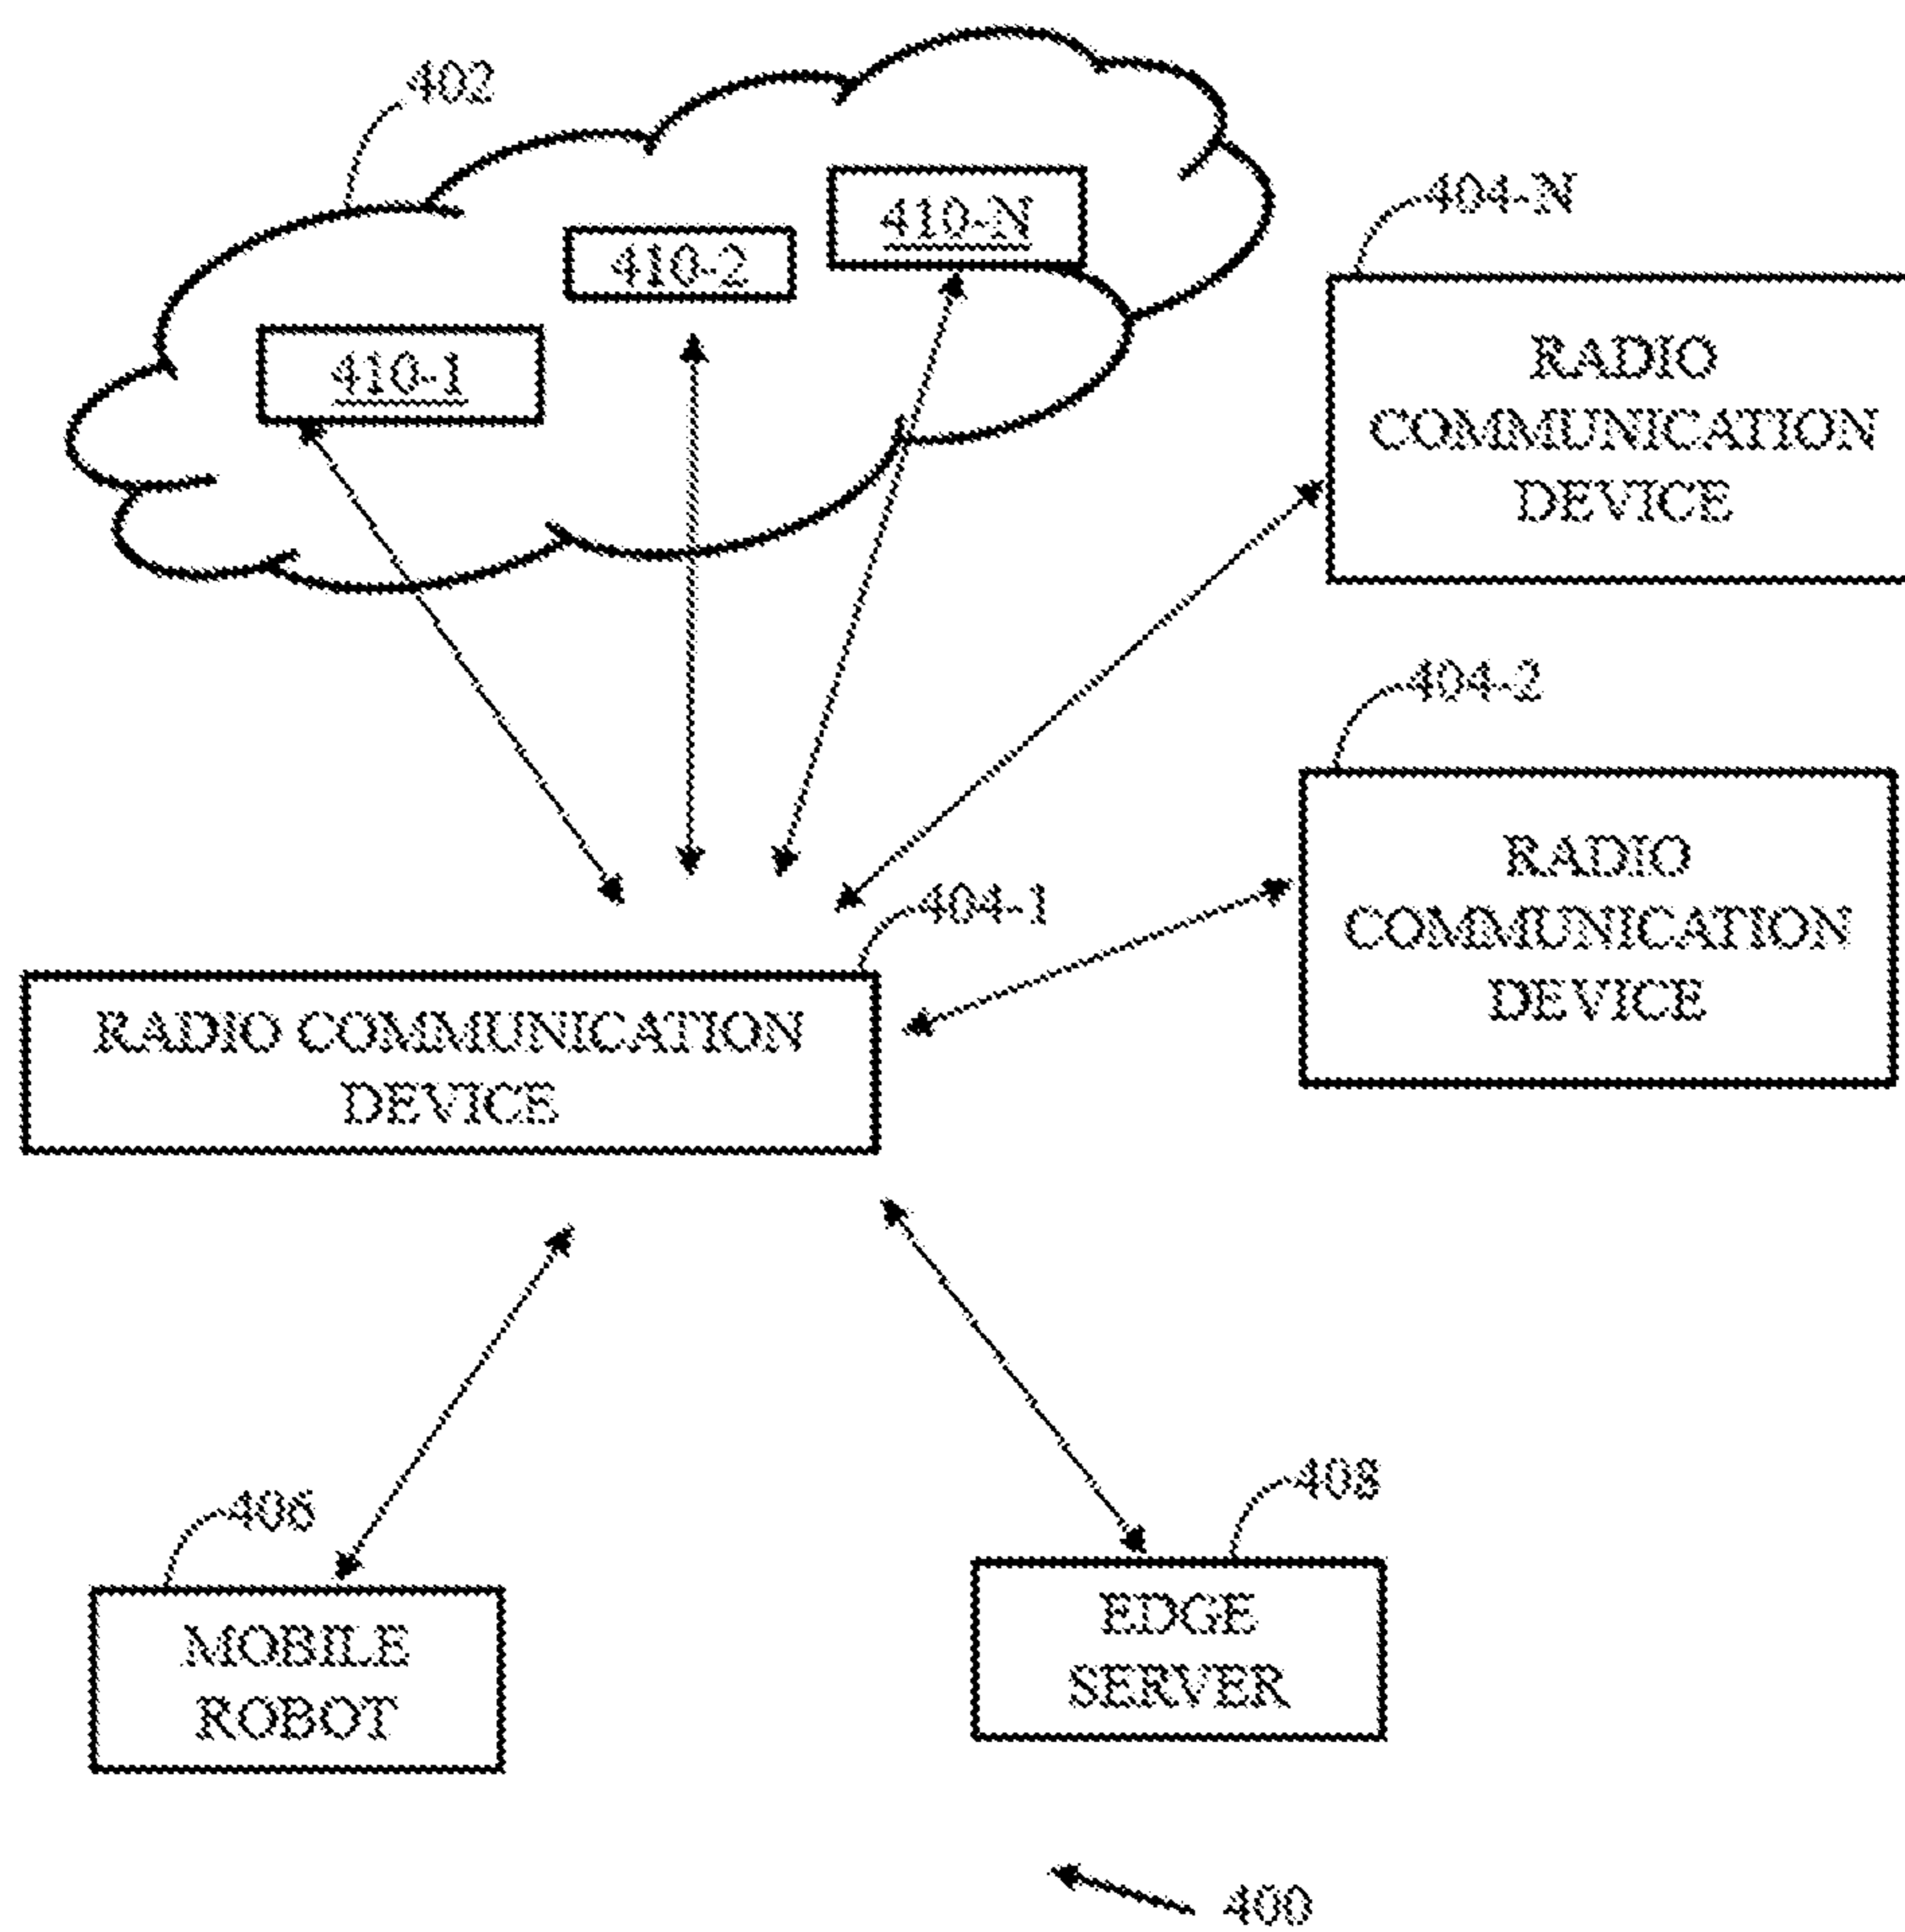 402
410-N
404-N
410-2
410-1
RADIO
COMMUNICATION
DEVICE
404-2
RADIO
COMMUNICATION
DEVICE
404-1
RADIO COMMUNICATION
DEVICE
406
408
MOBILE
ROBOT
EDGE
SERVER
400